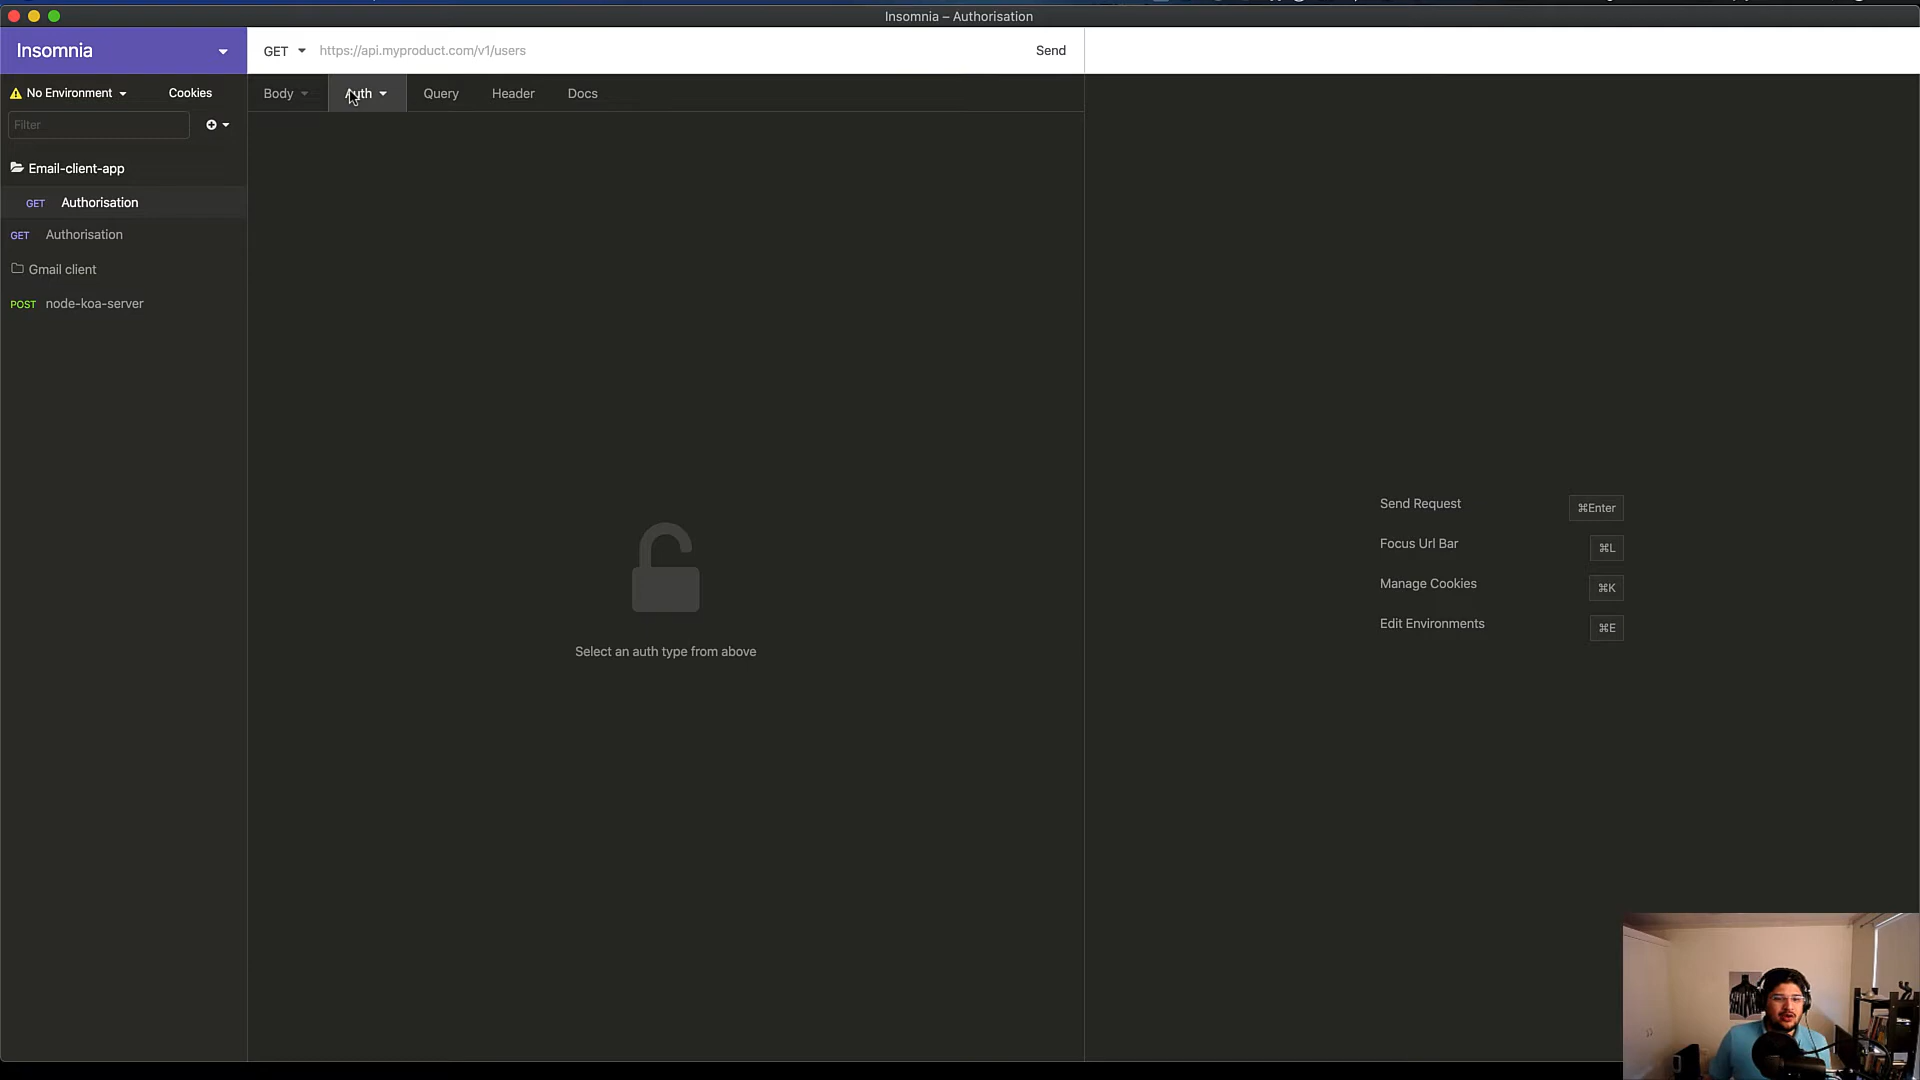 Insomnia – Authorisation
Insomnia
GET https://api.myproduct.com/v1/users Send
No Environment Cookies
Body Auth Query Header Docs
Filter
Email-client-app
GET Authorisation
GET Authorisation
Gmail client
POST node-koa-server
Select an auth type from above
Send Request ⌘Enter
Focus Url Bar ⌘L
Manage Cookies ⌘K
Edit Environments ⌘E